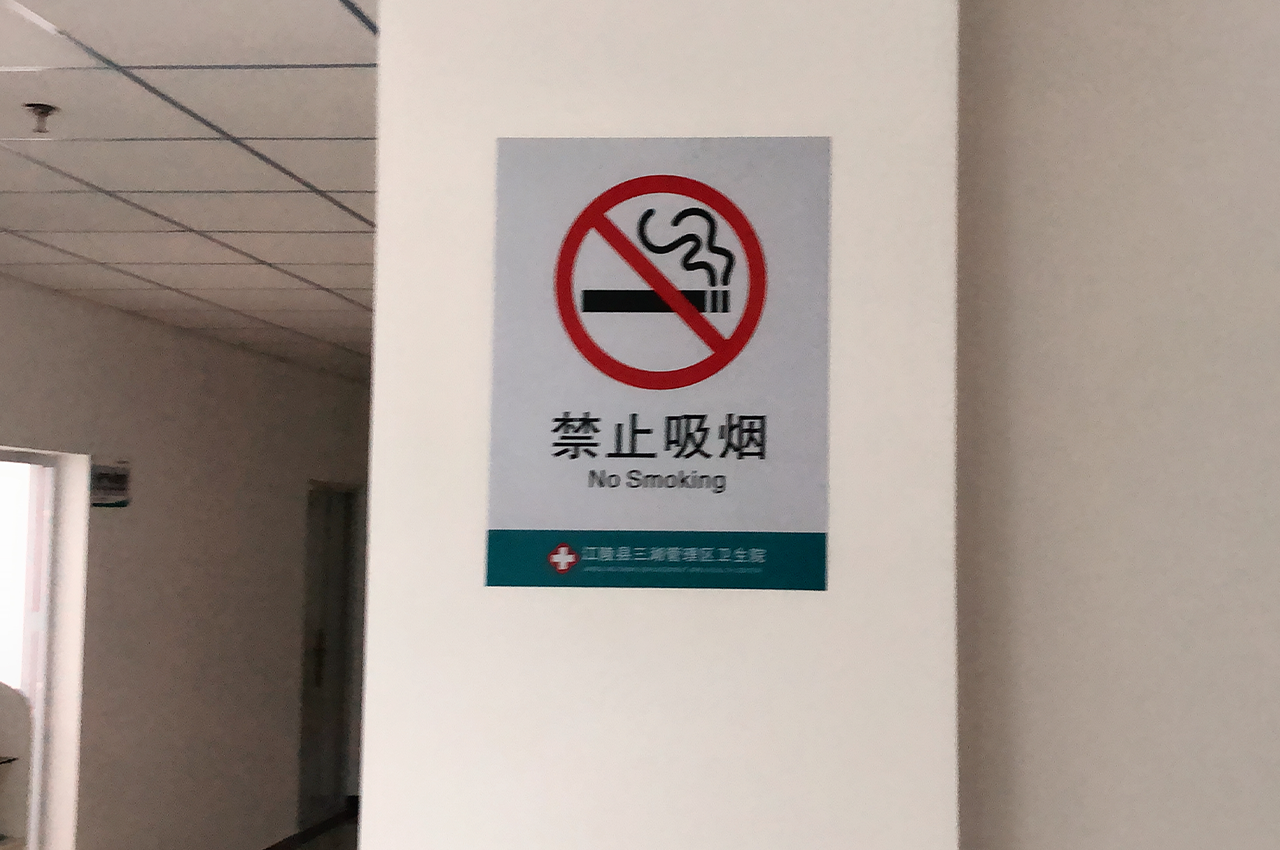 禁止吸烟
No Smoking
江陵县三湖管理区卫生院